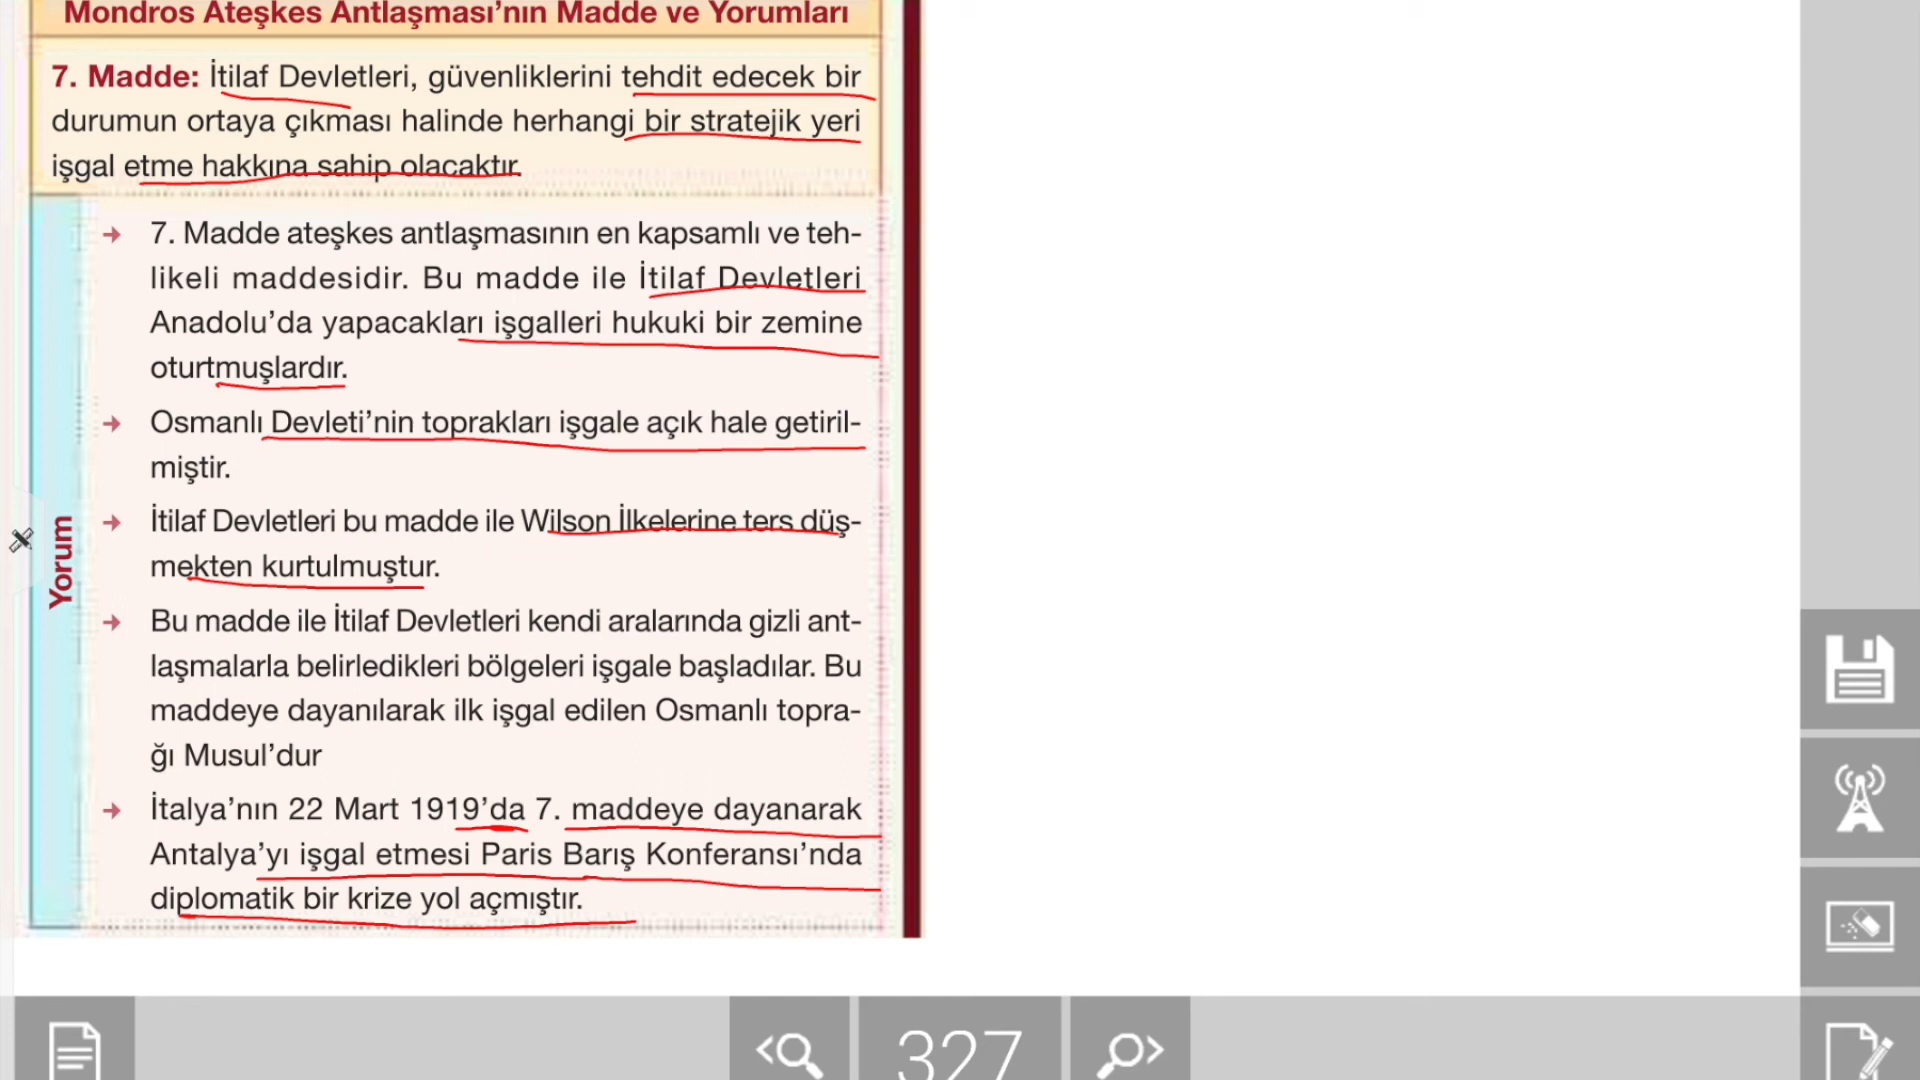 Mondros Ateşkes Antlaşması’nın Madde ve Yorumları
7. Madde: İtilaf Devletleri, güvenliklerini tehdit edecek bir
durumun ortaya çıkması halinde herhangi bir stratejik yeri
işgal etme hakkına sahip olacaktır.
Yorum
7. Madde ateşkes antlaşmasının en kapsamlı ve teh-
likeli maddesidir. Bu madde ile İtilaf Devletleri
Anadolu’da yapacakları işgalleri hukuki bir zemine
oturtmuşlardır.
Osmanlı Devleti’nin toprakları işgale açık hale getiril-
miştir.
İtilaf Devletleri bu madde ile Wilson İlkelerine ters düş-
mekten kurtulmuştur.
Bu madde ile İtilaf Devletleri kendi aralarında gizli ant-
laşmalarla belirledikleri bölgeleri işgale başladılar. Bu
maddeye dayanılarak ilk işgal edilen Osmanlı topra-
ğı Musul’dur
İtalya’nın 22 Mart 1919’da 7. maddeye dayanarak
Antalya’yı işgal etmesi Paris Barış Konferansı’nda
diplomatik bir krize yol açmıştır.
327